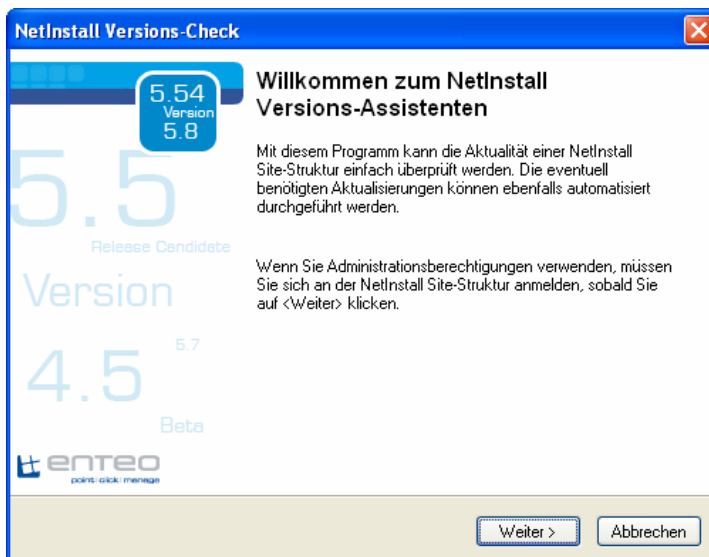 NetInstall Versions-Check
5.54
Version
5.8
5.5
Release Candidate
Version
5.7
4.5
Beta
enteo
point:click:manage
Willkommen zum NetInstall
Versions-Assistenten
Mit diesem Programm kann die Aktualität einer NetInstall
Site-Struktur einfach überprüft werden. Die eventuell
benötigten Aktualisierungen können ebenfalls automatisiert
durchgeführt werden.
Wenn Sie Administrationsberechtigungen verwenden, müssen
Sie sich an der NetInstall Site-Struktur anmelden, sobald Sie
auf <Weiter> klicken.
Weiter >
Abbrechen